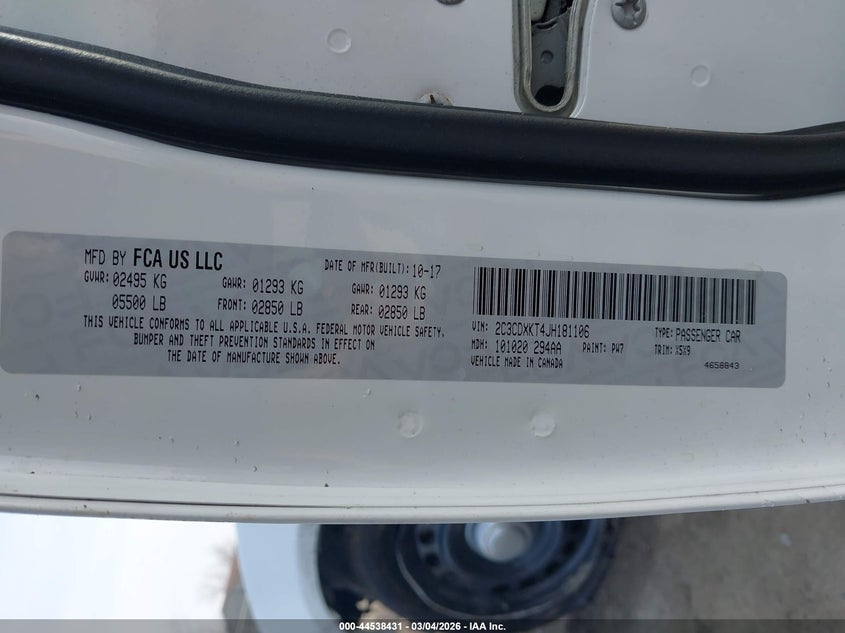 MFD BY FCA US LLC
DATE OF MFR(BUILT): 10-17
GVWR: 02495 KG
GAWR: 01293 KG
GAWR: 01293 KG
05500 LB
FRONT: 02850 LB
REAR: 02850 LB
THIS VEHICLE CONFORMS TO ALL APPLICABLE U.S.A. FEDERAL MOTOR VEHICLE SAFETY,
BUMPER AND THEFT PREVENTION STANDARDS IN EFFECT ON
THE DATE OF MANUFACTURE SHOWN ABOVE.
VIN: 2C3CDXKT4JH181106
TYPE: PASSENGER CAR
MDH: 101020 294AA
PAINT: PW7
TRIM: X5X9
VEHICLE MADE IN CANADA
4658843
000-44538431 - 03/04/2026 - IAA Inc.